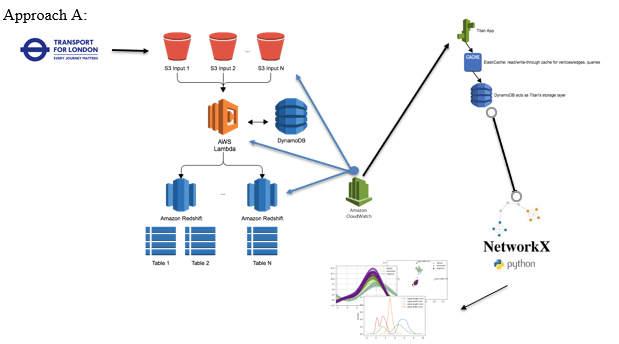 Approach A:
TRANSPORT
FOR LONDON
EVERY JOURNEY MATTERS
S3 Input 1
S3 Input 2
...
S3 Input N
AWS
Lambda
DynamoDB
Amazon Redshift
...
Amazon Redshift
Table 1
Table 2
Table N
Amazon
CloudWatch
Titan App
CACHE
ElastiCache: read/write-through cache for vertices/edges, queries
DynamoDB acts as Titan's storage layer
NetworkX
python